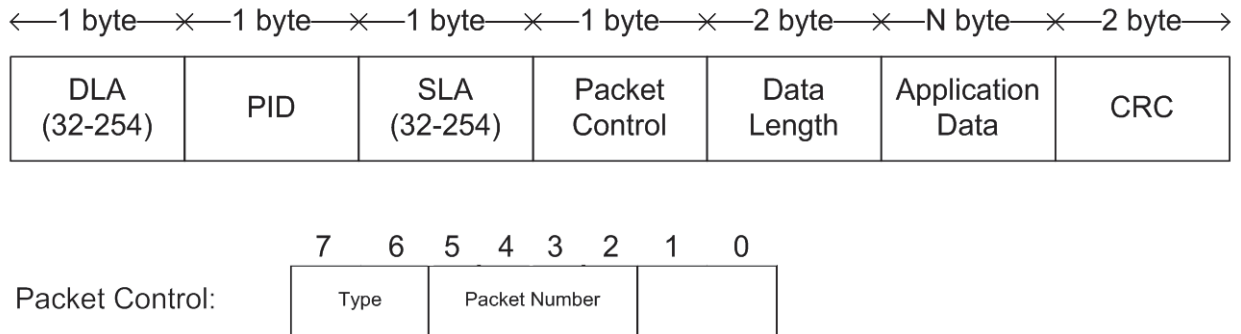 1 byte 1 byte 1 byte 1 byte 2 byte N byte 2 byte
DLA PID SLA Packet Data Application CRC
(32-254) (32-254) Control Length Data
7 6 5 4 3 2 1 0
Packet Control: Type Packet Number